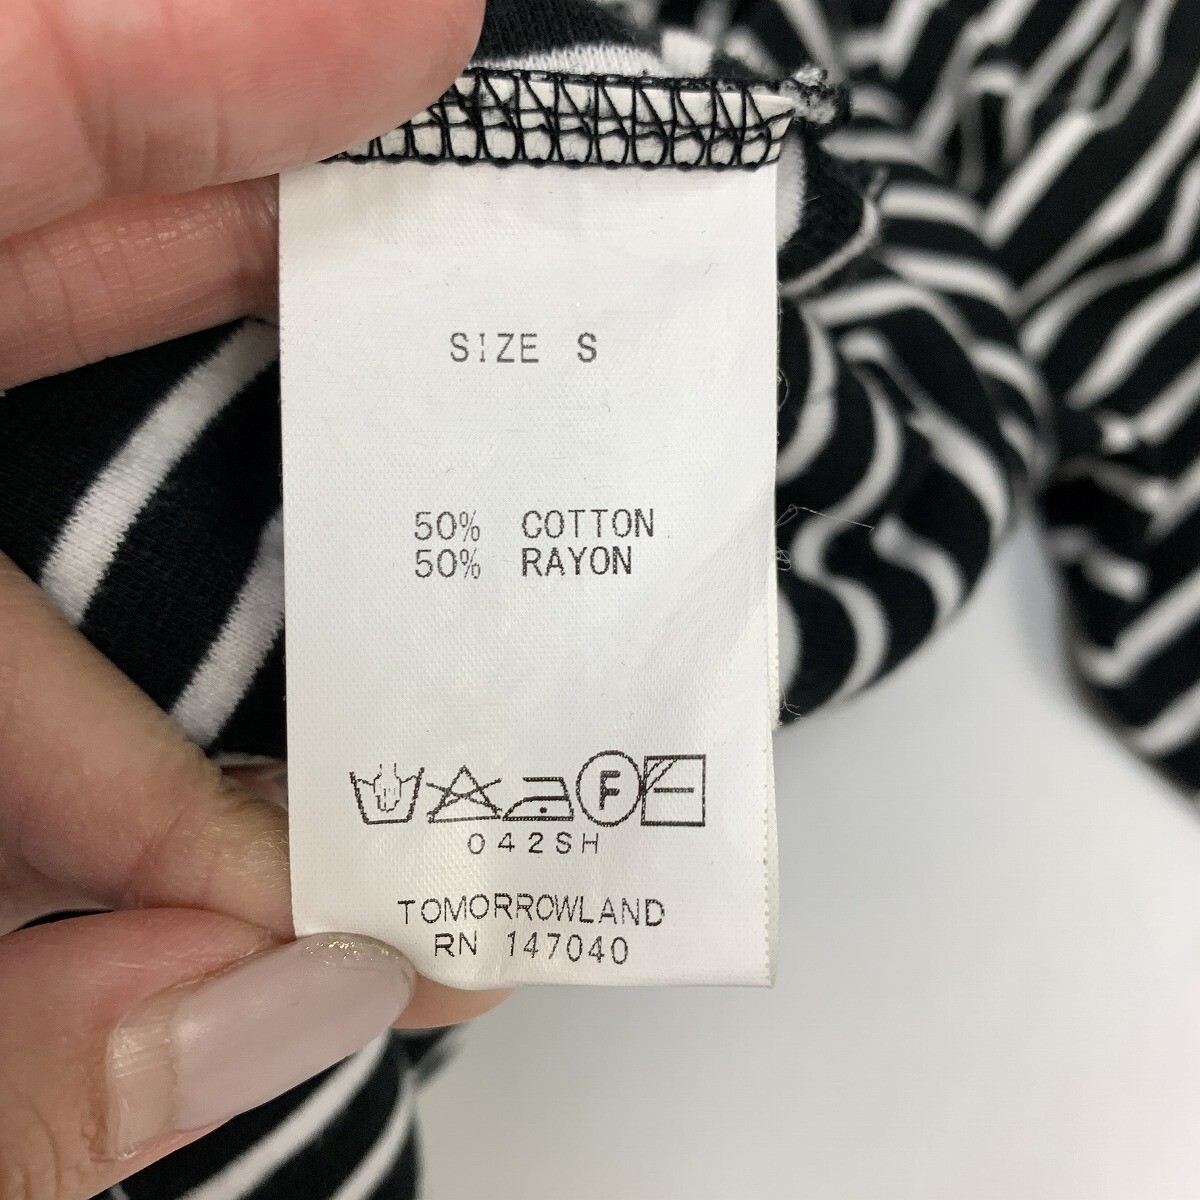 SIZE S
50% COTTON
50% RAYON
F
042SH
TOMORROWLAND
RN 147040